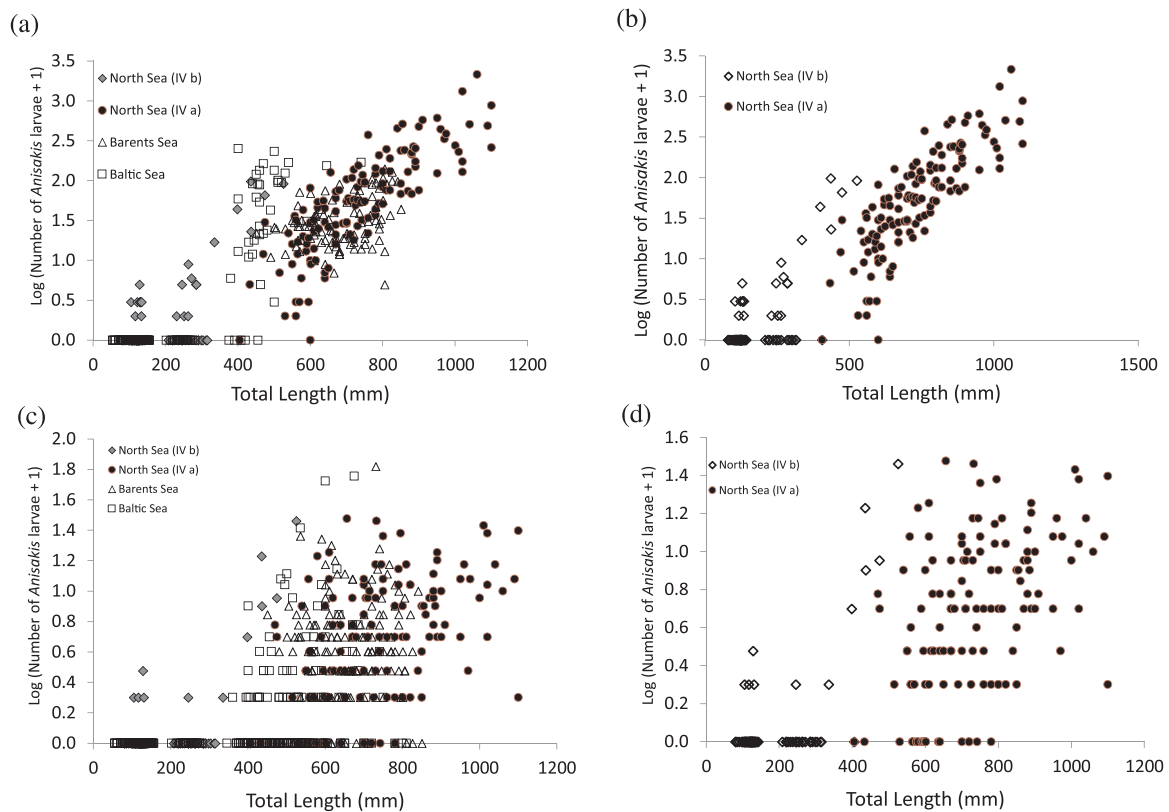 (a)
Log (Number of Anisakis larvae + 1)
3.5
3.0
2.5
2.0
1.5
1.0
0.5
0.0
North Sea (IV b)
North Sea (IV a)
Barents Sea
Baltic Sea
0 200 400 600 800 1000 1200
Total Length (mm)
(b)
Log (Number of Anisakis larvae + 1)
3.5
3.0
2.5
2.0
1.5
1.0
0.5
0.0
North Sea (IV b)
North Sea (IV a)
0 500 1000 1500
Total Length (mm)
(c)
Log (Number of Anisakis larvae + 1)
2.0
1.8
1.6
1.4
1.2
1.0
0.8
0.6
0.4
0.2
0.0
North Sea (IV b)
North Sea (IV a)
Barents Sea
Baltic Sea
0 200 400 600 800 1000 1200
Total Length (mm)
(d)
Log (Number of Anisakis larvae + 1)
1.6
1.4
1.2
1.0
0.8
0.6
0.4
0.2
0.0
North Sea (IV b)
North Sea (IV a)
0 200 400 600 800 1000 1200
Total Length (mm)